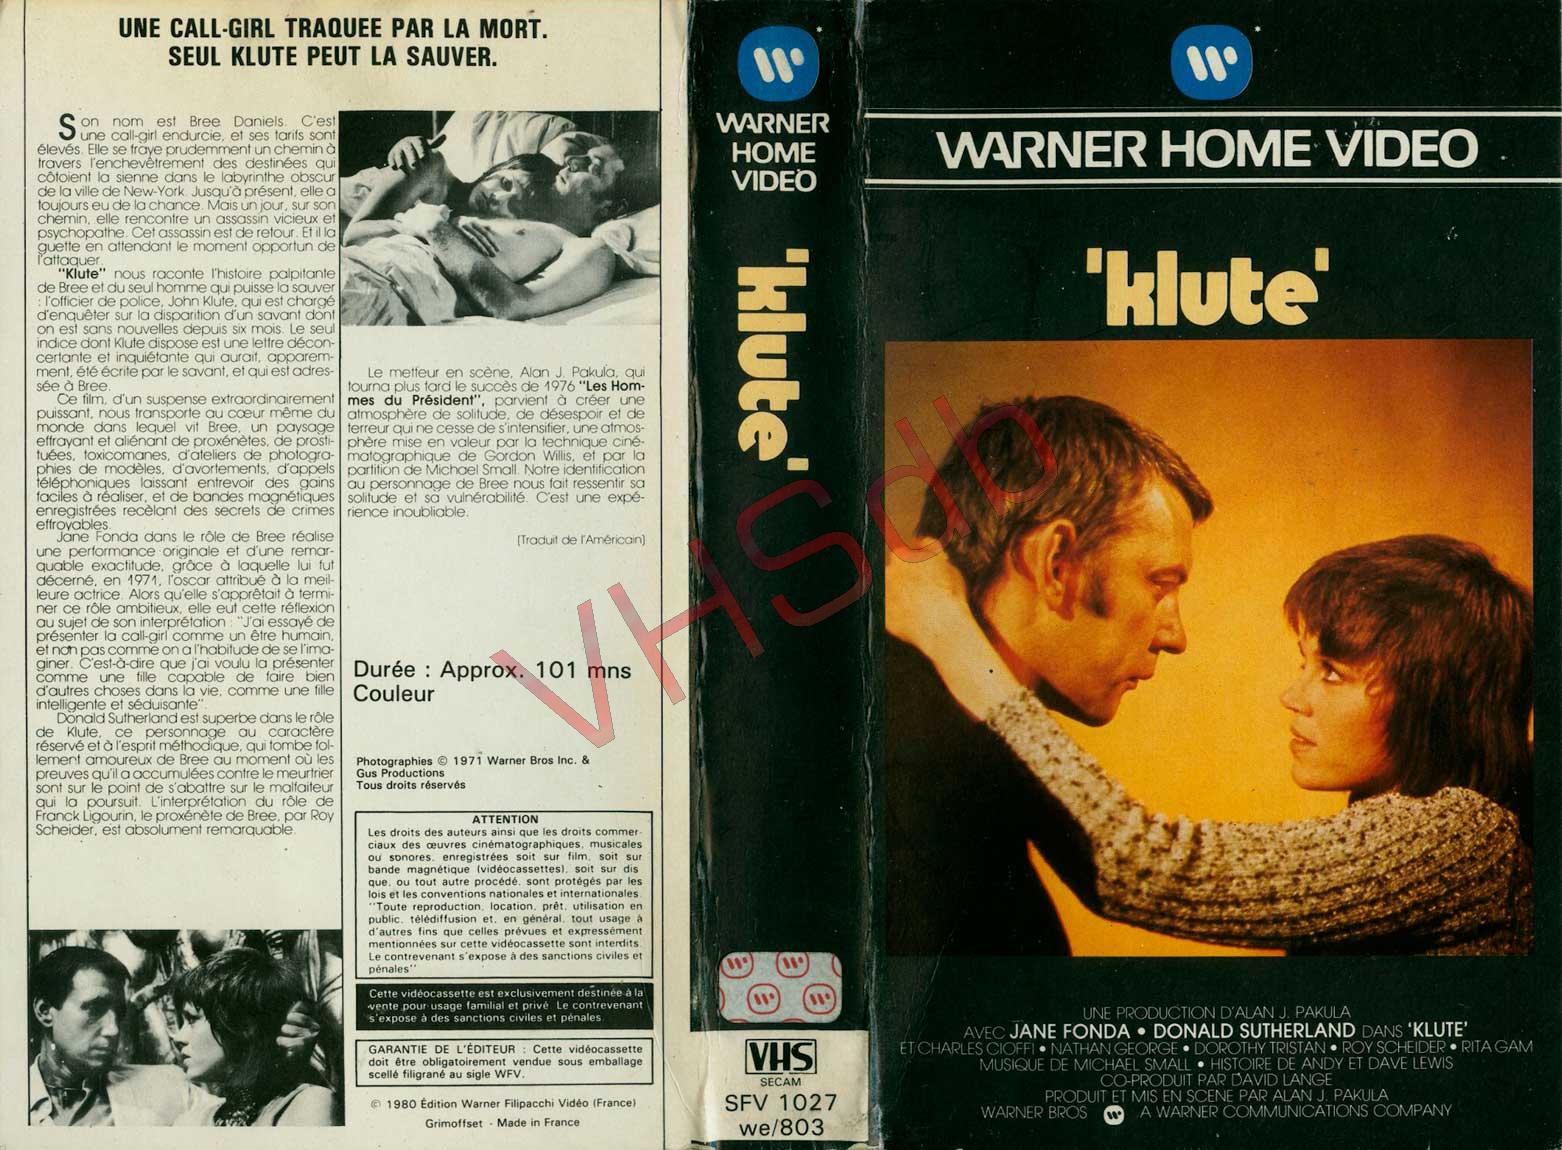 UNE CALL-GIRL TRAQUEE PAR LA MORT.
SEUL KLUTE PEUT LA SAUVER.
Son nom est Bree Daniels. C'est
une call-girl endurcie, et ses tarifs sont
élevés. Elle se fraye prudemment un chemin à
travers l'enchevêtrement des destinées qui
côtoient la sienne dans le labyrinthe obscur
de la ville de New-York. Jusqu'à présent, elle a
toujours eu de la chance. Mais un jour, sur son
chemin, elle rencontre un assassin vicieux et
psychopathe. Cet assassin est de retour. Et il la
guette en attendant le moment opportun de
l'attaquer.
"Klute" nous raconte l'histoire palpitante
de Bree et du seul homme qui puisse la sauver
: l'officier de police, John Klute, qui est chargé
d'enquêter sur la disparition d'un savant dont
on est sans nouvelles depuis six mois. Le seul
indice dont Klute dispose est une lettre décon-
certante et inquiétante qui aurait, apparem-
ment, été écrite par le savant, et qui est adres-
sée à Bree.
Ce film, d'un suspense extraordinairement
puissant, nous transporte au cœur même du
monde dans lequel vit Bree, un paysage
effrayant et aliénant de proxénètes, de prosti-
tuées, toxicomanes, d'ateliers de photogra-
phies de modèles, d'avortements, d'appels
téléphoniques laissant entrevoir des gains
faciles à réaliser, et de bandes magnétiques
enregistrées recèlant des secrets de crimes
effroyables.
Jane Fonda dans le rôle de Bree réalise
une performance originale et d'une remar-
quable exactitude, grâce à laquelle lui fut
décerné, en 1971, l'oscar attribué à la meil-
leure actrice. Alors qu'elle s'apprêtait à termi-
ner ce rôle ambitieux, elle eut cette réflexion
au sujet de son interprétation : "J'ai essayé de
présenter la call-girl comme un être humain,
et non pas comme on a l'habitude de se l'ima-
giner. C'est-à-dire que j'ai voulu la présenter
comme une fille capable de faire bien
d'autres choses dans la vie, comme une fille
intelligente et séduisante".
Donald Sutherland est superbe dans le rôle
de Klute, ce personnage au caractère
réservé et à l'esprit méthodique, qui tombe fol-
lement amoureux de Bree au moment où les
preuves qu'il a accumulées contre le meurtrier
sont sur le point de s'abattre sur le malfaiteur
qui la poursuit. L'interprétation du rôle de
Franck Ligourin, le proxénète de Bree, par Roy
Scheider, est absolument remarquable.
Le metteur en scène, Alan J. Pakula, qui
tourna plus tard le succès de 1976 "Les Hom-
mes du Président", parvient à créer une
atmosphère de solitude, de désespoir et de
terreur qui ne cesse de s'intensifier, une atmos-
phère mise en valeur par la technique ciné-
matographique de Gordon Willis, et par la
partition de Michael Small. Notre identification
au personnage de Bree nous fait ressentir sa
solitude et sa vulnérabilité. C'est une expé-
rience inoubliable.
(Traduit de l'Américain)
Durée : Approx. 101 mns
Couleur
Photographies © 1971 Warner Bros Inc. &
Gus Productions
Tous droits réservés
ATTENTION
Les droits des auteurs ainsi que les droits commer-
ciaux des œuvres cinématographiques, musicales
ou sonores, enregistrées soit sur film, soit sur
bande magnétique (vidéocassettes), soit sur dis
que, ou tout autre procédé, sont protégés par les
lois et les conventions nationales et internationales.
"Toute reproduction, location, prêt, utilisation en
public, télédiffusion et, en général, tout usage à
d'autres fins que celles prévues et expressément
mentionnées sur cette vidéocassette sont interdits.
Le contrevenant s'expose à des sanctions civiles et
pénales"
Cette vidéocassette est exclusivement destinée à la
vente pour usage familial et privé. Le contrevenant
s'expose à des sanctions civiles et pénales.
GARANTIE DE L'ÉDITEUR : Cette vidéocassette
doit être obligatoirement vendue sous emballage
scellé filigrané au sigle WFV.
© 1980 Édition Warner Filipacchi Vidéo (France)
Grimoffset - Made in France
WARNER
HOME
VIDEO
'klute'
VHS
SECAM
SFV 1027
we/803
WARNER HOME VIDEO
'klute'
UNE PRODUCTION D'ALAN J. PAKULA
AVEC JANE FONDA • DONALD SUTHERLAND DANS 'KLUTE'
ET CHARLES CIOFFI • NATHAN GEORGE • DOROTHY TRISTAN • ROY SCHEIDER • RITA GAM
MUSIQUE DE MICHAEL SMALL • HISTOIRE DE ANDY ET DAVE LEWIS
CO-PRODUIT PAR DAVID LANGE
PRODUIT ET MIS EN SCENE PAR ALAN J. PAKULA
WARNER BROS A WARNER COMMUNICATIONS COMPANY
VHSdb